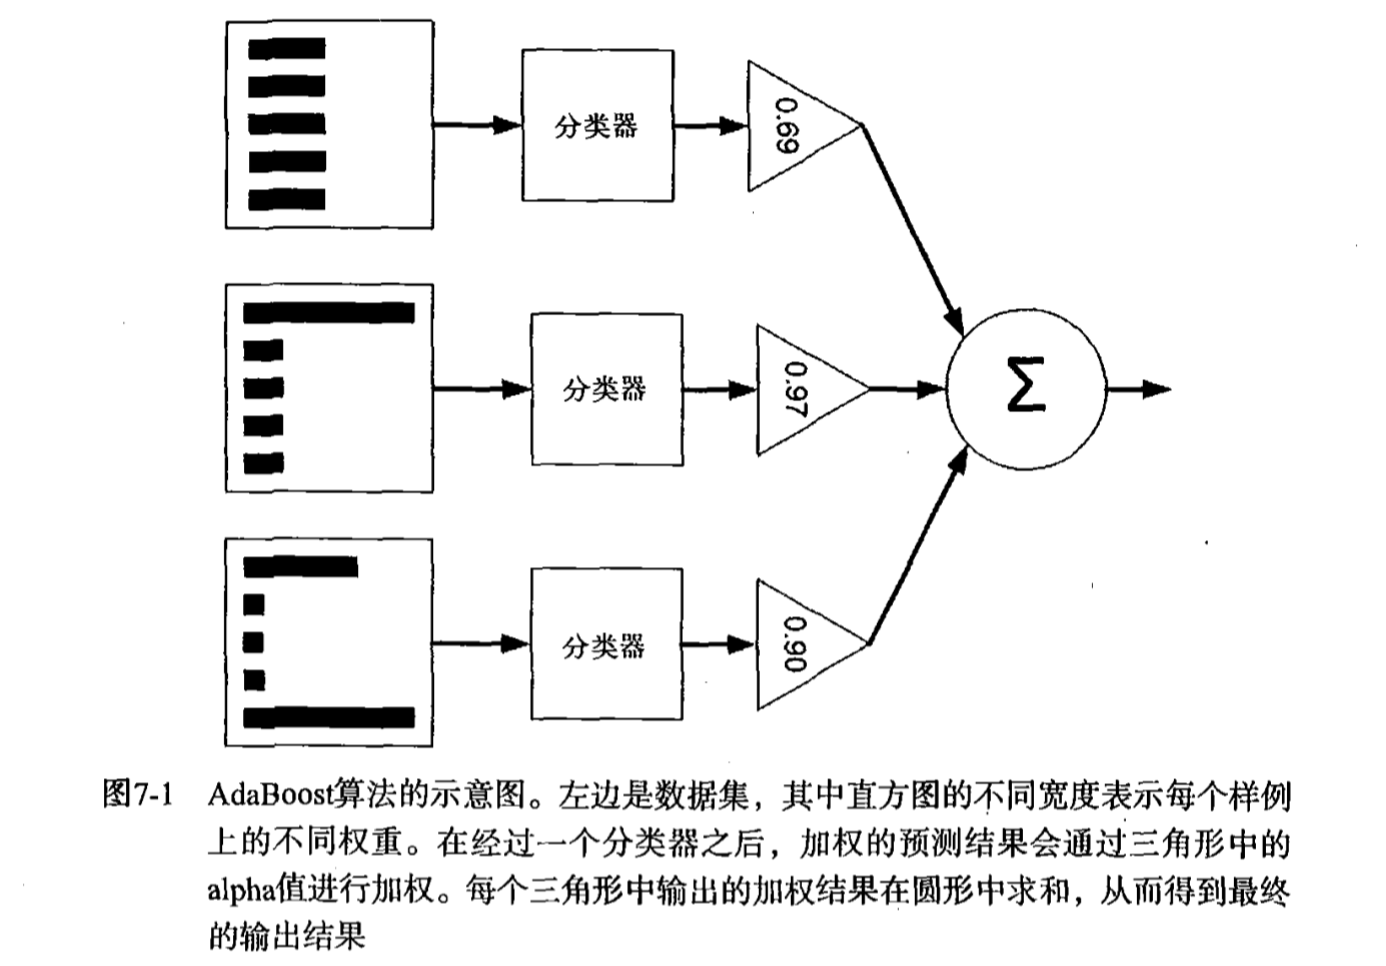 分类器
0.69
分类器
0.97
Σ
分类器
0.90
图7-1 AdaBoost算法的示意图。左边是数据集，其中直方图的不同宽度表示每个样例
上的不同权重。在经过一个分类器之后，加权的预测结果会通过三角形中的
alpha值进行加权。每个三角形中输出的加权结果在圆形中求和，从而得到最终
的输出结果